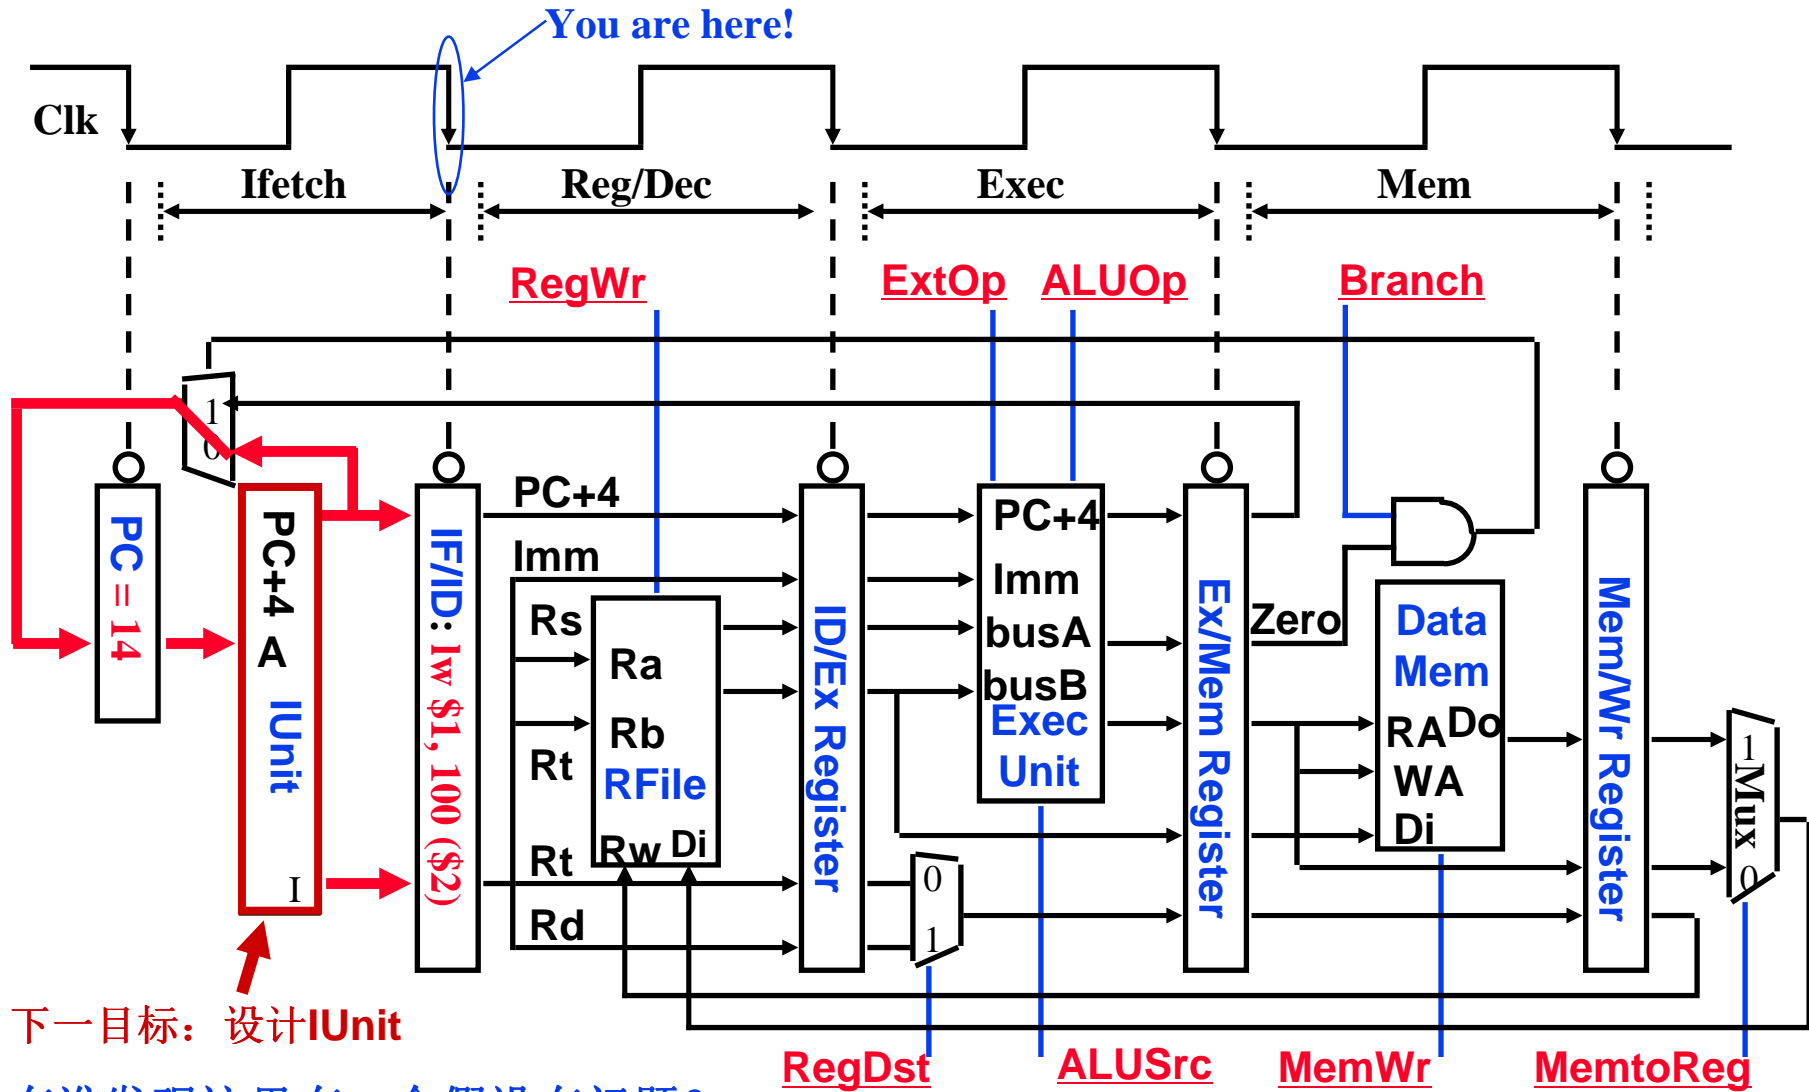 You are here!
Clk
Ifetch
Reg/Dec
Exec
Mem
RegWr
ExtOp
ALUOp
Branch
1
0
PC = 14
PC+4
A
IUnit
I
IF/ID: lw $1, 100 ($2)
PC+4
Imm
Rs
Rt
Ra
Rb
RFile
Rw Di
Rt
Rd
ID/Ex Register
0
1
PC+4
Imm
busA
busB
Exec
Unit
Ex/Mem Register
Zero
Data
Mem
RA Do
WA
Di
Mem/Wr Register
1
Mux
0
下一目标：设计IUnit
RegDst
ALUSrc
MemWr
MemtoReg